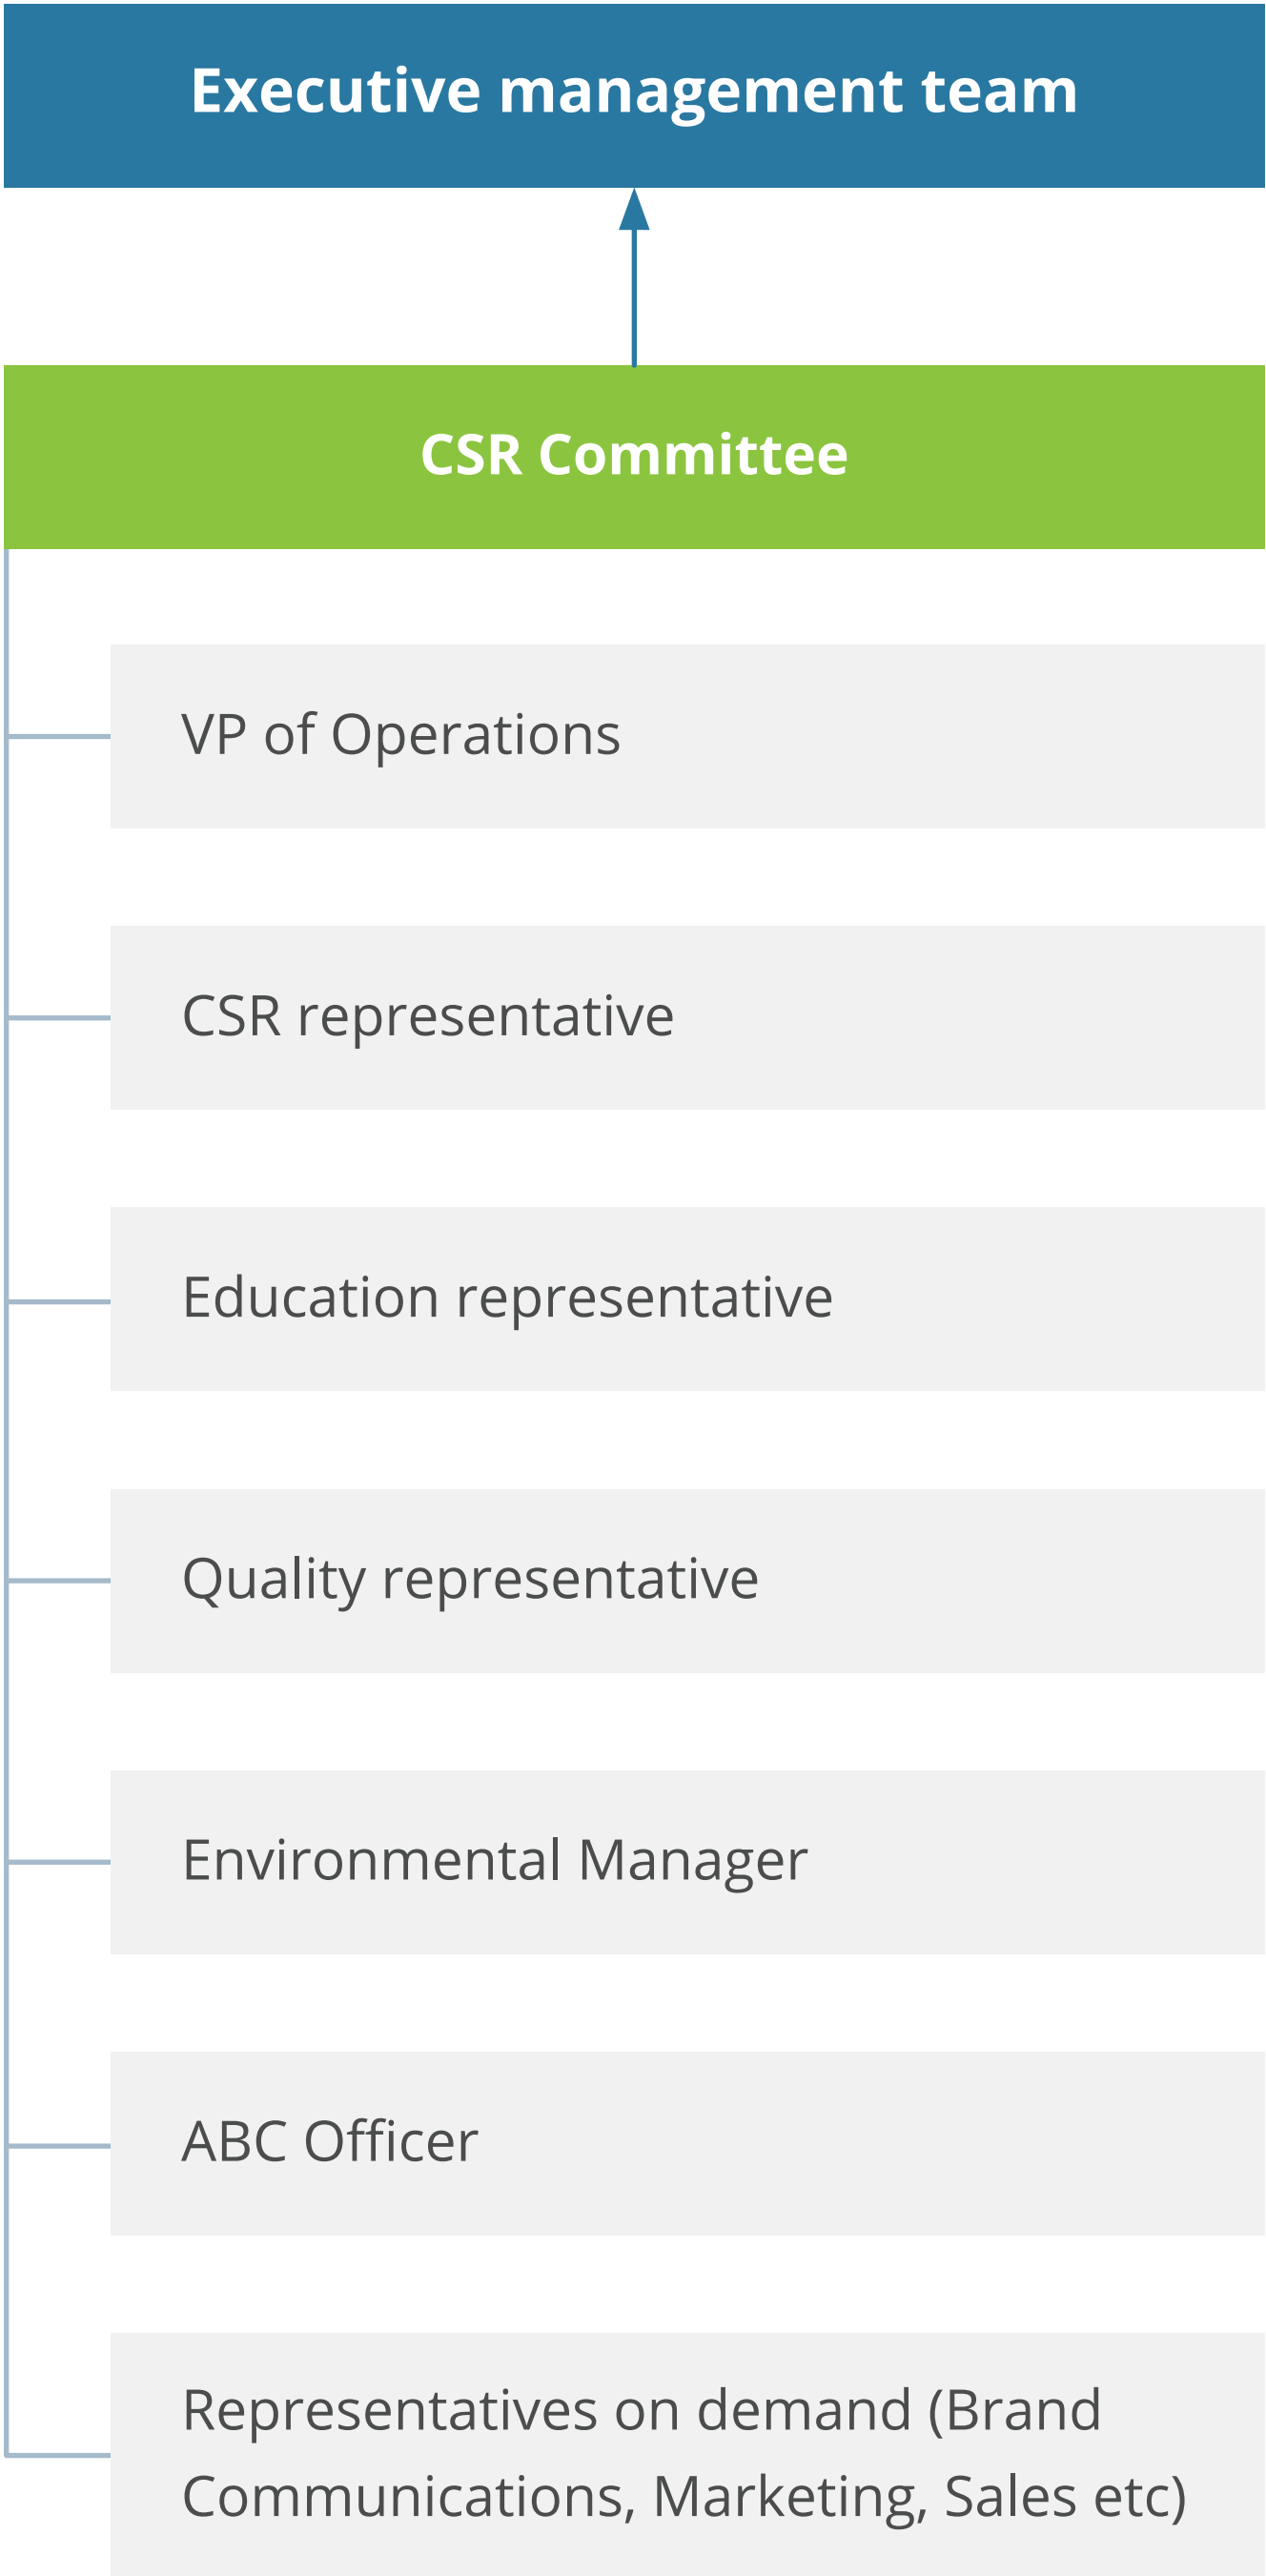 Executive management team
CSR Committee
VP of Operations
CSR representative
Education representative
Quality representative
Environmental Manager
ABC Officer
Representatives on demand (Brand
Communications, Marketing, Sales etc)